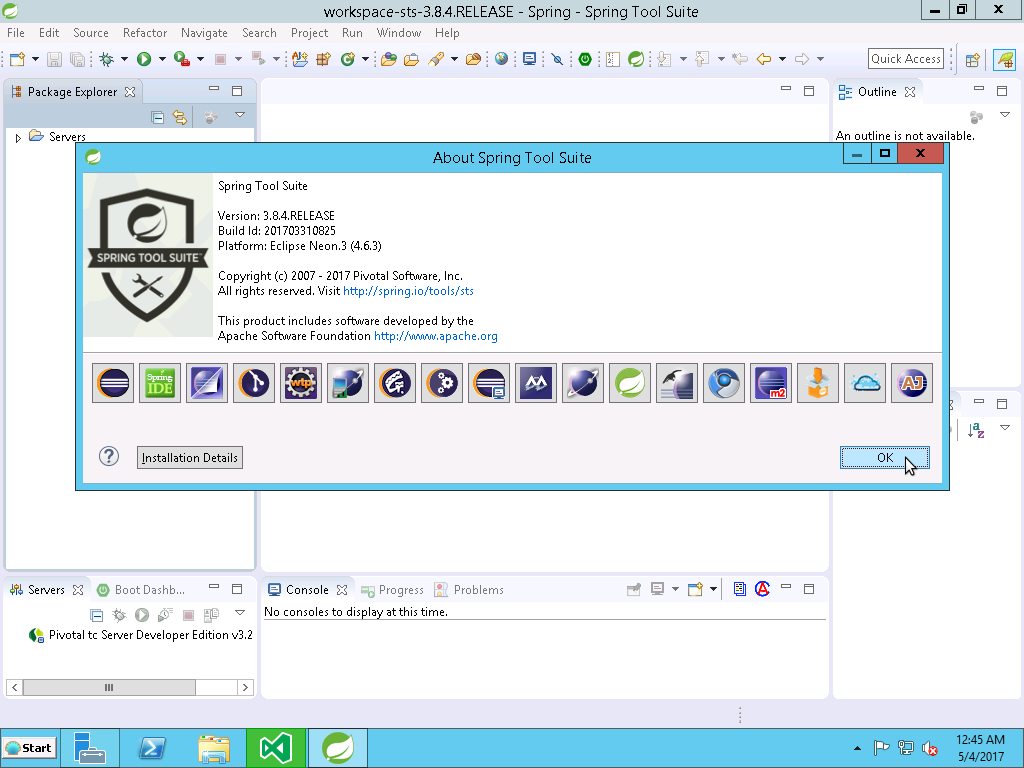 workspace-sts-3.8.4.RELEASE - Spring - Spring Tool Suite
File Edit Source Refactor Navigate Search Project Run Window Help
Quick Access
Package Explorer
Outline
Servers
An outline is not available.
About Spring Tool Suite
SPRING TOOL SUITE
Spring Tool Suite
Version: 3.8.4.RELEASE
Build Id: 201703310825
Platform: Eclipse Neon.3 (4.6.3)
Copyright (c) 2007 - 2017 Pivotal Software, Inc.
All rights reserved. Visit http://spring.io/tools/sts
This product includes software developed by the
Apache Software Foundation http://www.apache.org
Spring IDE
wtp
m2
AJ
Installation Details
OK
Servers
Boot Dashb...
Console
Progress
Problems
No consoles to display at this time.
Pivotal tc Server Developer Edition v3.2
Start
12:45 AM
5/4/2017